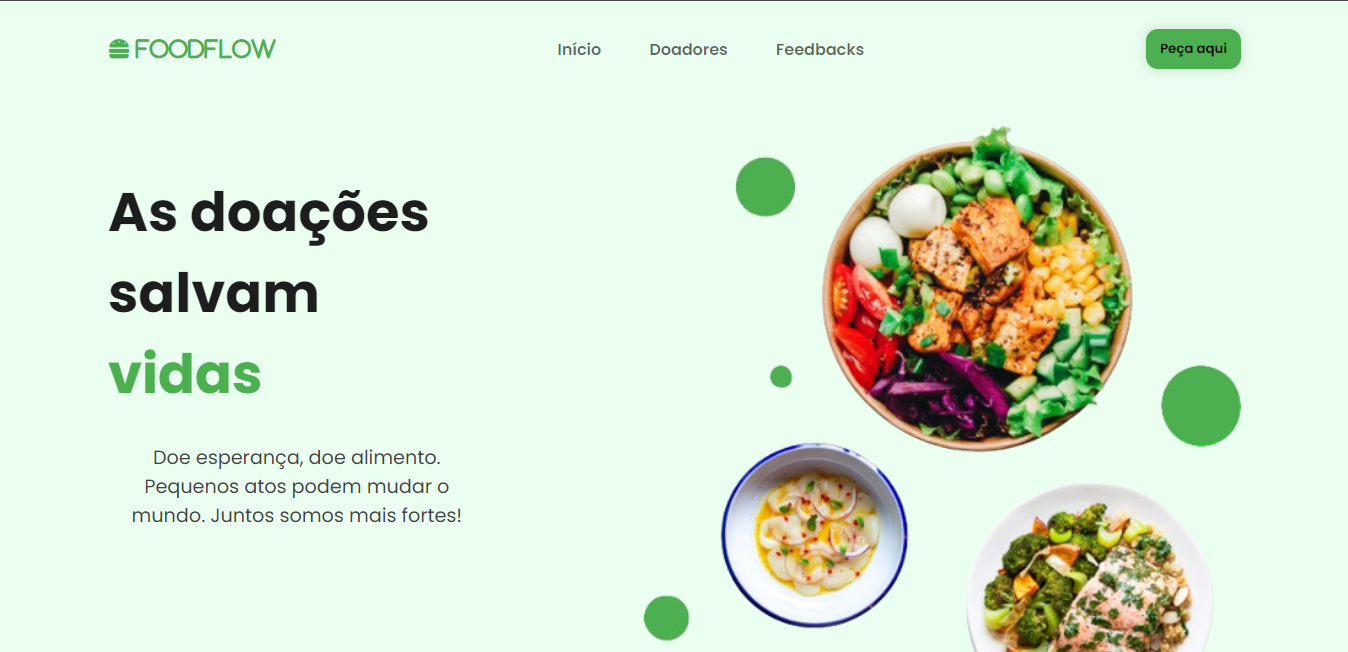 FOODFLOW
Início
Doadores
Feedbacks
Peça aqui
As doações
salvam
vidas
Doe esperança, doe alimento.
Pequenos atos podem mudar o
mundo. Juntos somos mais fortes!